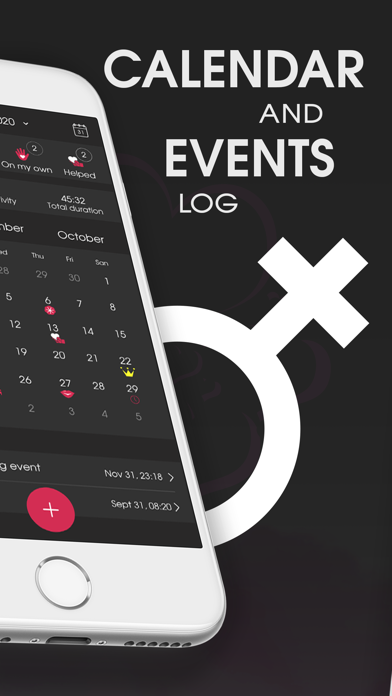 CALENDAR
AND
EVENTS
LOG
2020
31
2 2
On my own Helped
45:32
Total duration
October
Thu Fri San
28 29 30 1
5 6 7 8
12 13 14 15
19 20 21 22
26 27 28 29
2 3 4 5
event Nov 31, 23:18
Sept 31, 08:20
+